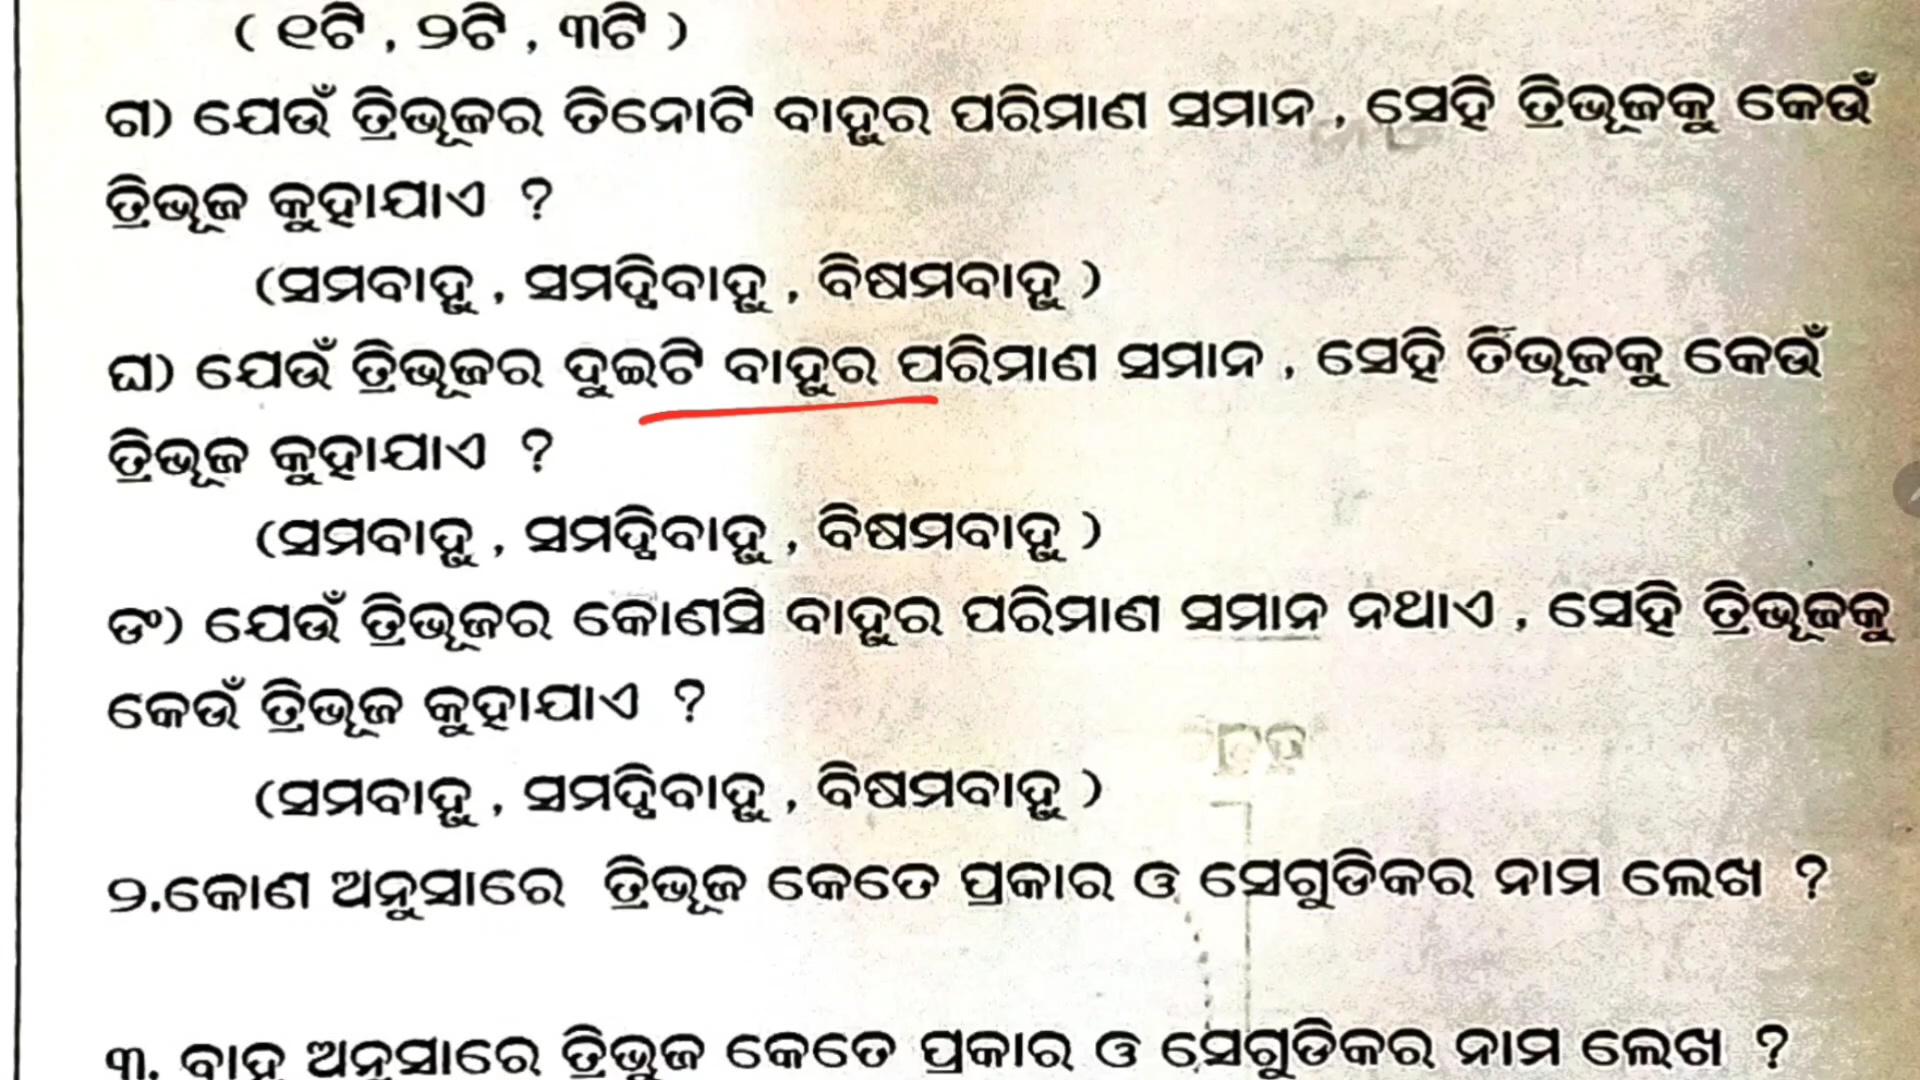 ( ୧ଟି , ୨ଟି , ୩ଟି )
ଗ) ଯେଉଁ ତ୍ରିଭୂଜର ତିନୋଟି ବାହୁର ପରିମାଣ ସମାନ , ସେହି ତ୍ରିଭୂଜକୁ କେଉଁ
ତ୍ରିଭୂଜ କୁହାଯାଏ ?
(ସମବାହୁ , ସମଦ୍ବିବାହୁ , ବିଷମବାହୁ )
ଘ) ଯେଉଁ ତ୍ରିଭୂଜର ଦୁଇଟି ବାହୁର ପରିମାଣ ସମାନ , ସେହି ତିଭୂଜକୁ କେଉଁ
ତ୍ରିଭୂଜ କୁହାଯାଏ ?
(ସମବାହୁ , ସମଦ୍ବିବାହୁ , ବିଷମବାହୁ )
ଙ) ଯେଉଁ ତ୍ରିଭୂଜର କୋଣସି ବାହୁର ପରିମାଣ ସମାନ ନଥାଏ , ସେହି ତ୍ରିଭୂଜକୁ
କେଉଁ ତ୍ରିଭୂଜ କୁହାଯାଏ ?
(ସମବାହୁ , ସମଦ୍ବିବାହୁ , ବିଷମବାହୁ )
୨.କୋଣ ଅନୁସାରେ ତ୍ରିଭୂଜ କେତେ ପ୍ରକାର ଓ ସେଗୁଡିକର ନାମ ଲେଖ ?
୩. ବାହୁ ଅନୁସାରେ ତ୍ରିଭୁଜ କେତେ ପ୍ରକାର ଓ ସେଗୁଡିକର ନାମ ଲେଖ ?